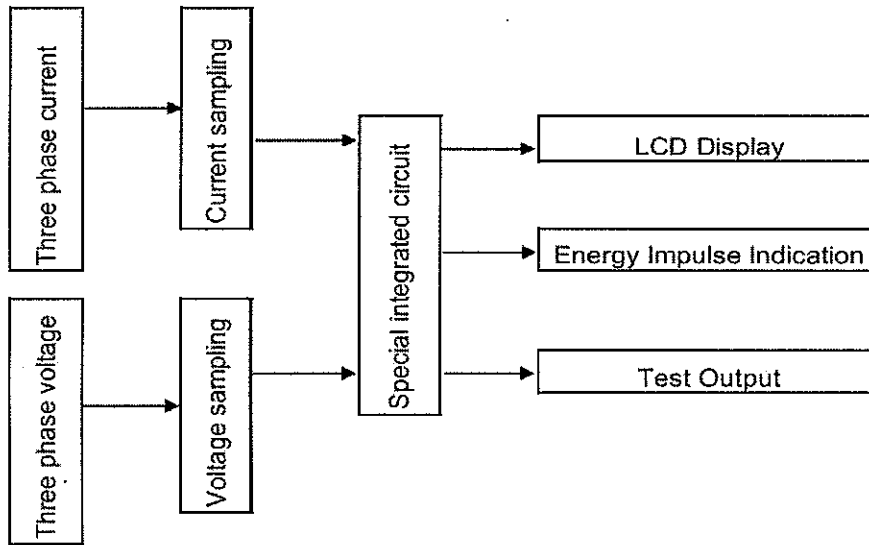 Three phase current
Current sampling
Three phase voltage
Voltage sampling
Special integrated circuit
LCD Display
Energy Impulse Indication
Test Output